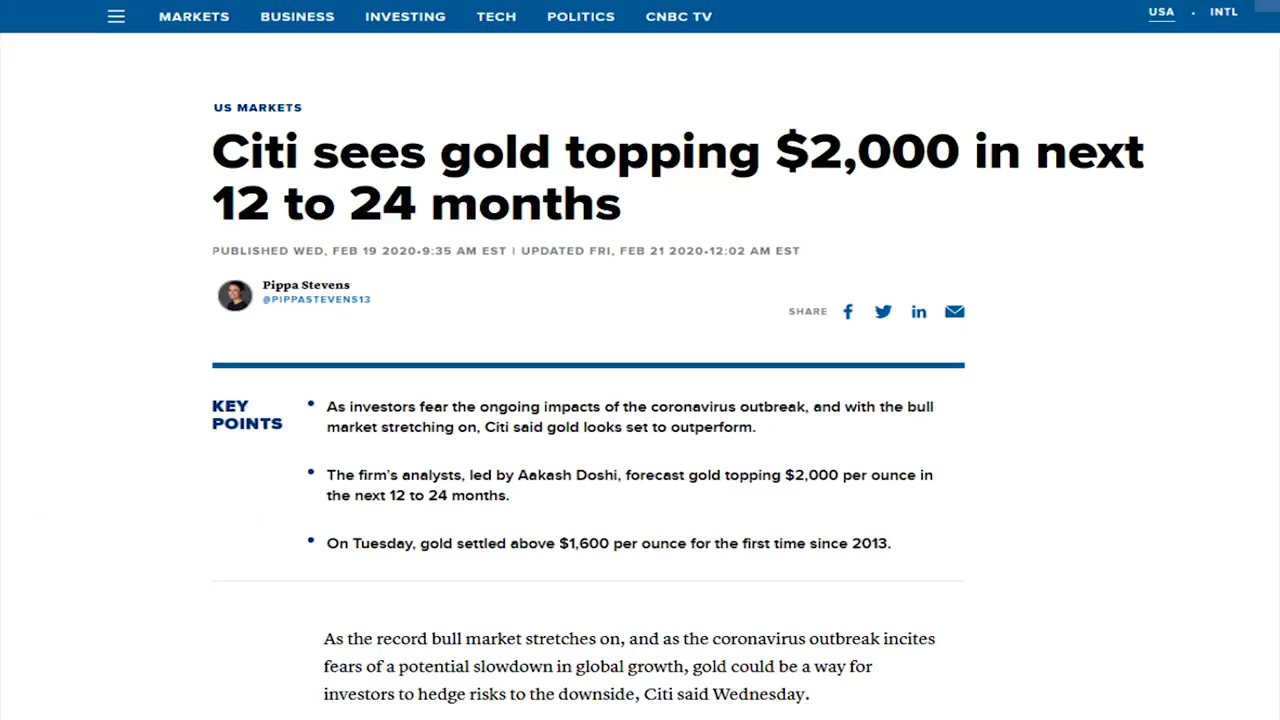 MARKETS BUSINESS INVESTING TECH POLITICS CNBC TV USA · INTL
US MARKETS
Citi sees gold topping $2,000 in next
12 to 24 months
PUBLISHED WED, FEB 19 2020•9:35 AM EST | UPDATED FRI, FEB 21 2020•12:02 AM EST
Pippa Stevens
@PIPPASTEVENS13
SHARE
KEY
POINTS
• As investors fear the ongoing impacts of the coronavirus outbreak, and with the bull
market stretching on, Citi said gold looks set to outperform.
• The firm's analysts, led by Aakash Doshi, forecast gold topping $2,000 per ounce in
the next 12 to 24 months.
• On Tuesday, gold settled above $1,600 per ounce for the first time since 2013.
As the record bull market stretches on, and as the coronavirus outbreak incites
fears of a potential slowdown in global growth, gold could be a way for
investors to hedge risks to the downside, Citi said Wednesday.